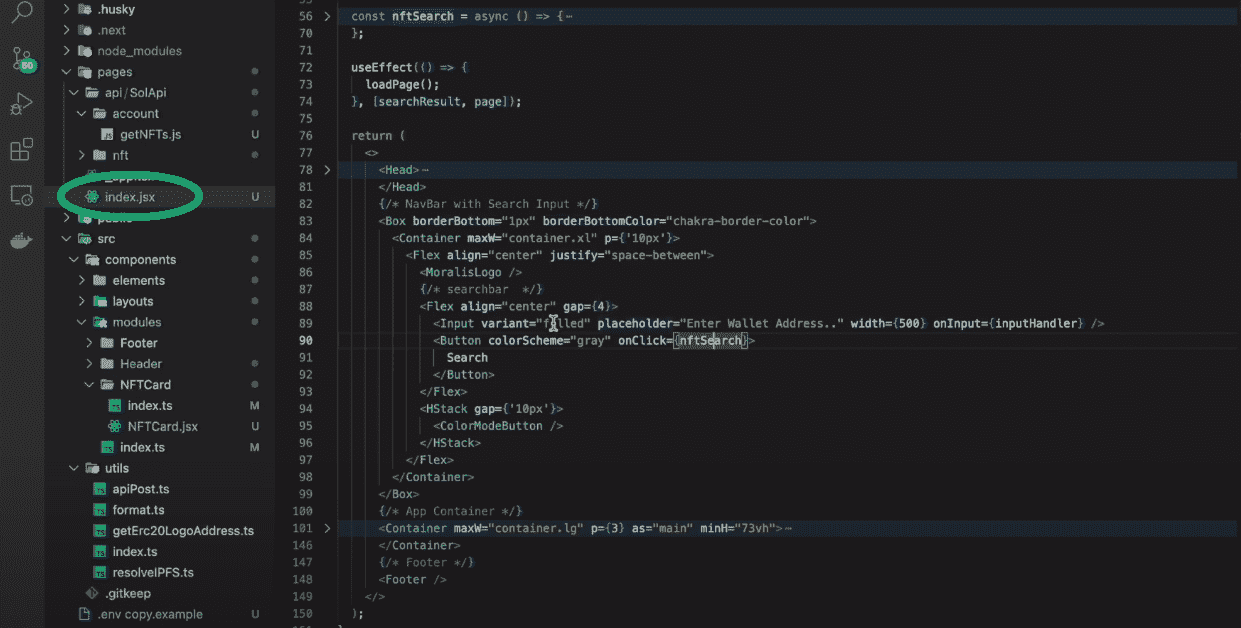 .husky
.next
node_modules
pages
api/SolApi
account
getNFTs.js U
nft
index.jsx U
public
src
components
elements
layouts
modules
Footer
Header
NFTCard
index.ts M
NFTCard.jsx U
index.ts M
utils
apiPost.ts
format.ts
getErc20LogoAddress.ts
index.ts
resolveIPFS.ts
.gitkeep
.env copy.example U
56 const nftSearch = async () => {⋯
70 };
71
72 useEffect(() => {
73 loadPage();
74 }, [searchResult, page]);
75
76 return (
77 <>
78 <Head>⋯
81 </Head>
82 {/* NavBar with Search Input */}
83 <Box borderBottom="1px" borderBottomColor="chakra-border-color">
84 <Container maxW="container.xl" p={'10px'}>
85 <Flex align="center" justify="space-between">
86 <MoralisLogo />
87 {/* searchbar */}
88 <Flex align="center" gap={4}>
89 <Input variant="filled" placeholder="Enter Wallet Address.." width={500} onInput={inputHandler} />
90 <Button colorScheme="gray" onClick={nftSearch}>
91 Search
92 </Button>
93 </Flex>
94 <HStack gap={'10px'}>
95 <ColorModeButton />
96 </HStack>
97 </Flex>
98 </Container>
99 </Box>
100 {/* App Container */}
101 <Container maxW="container.lg" p={3} as="main" minH="73vh">⋯
146 </Container>
147 {/* Footer */}
148 <Footer />
149 </>
150 );